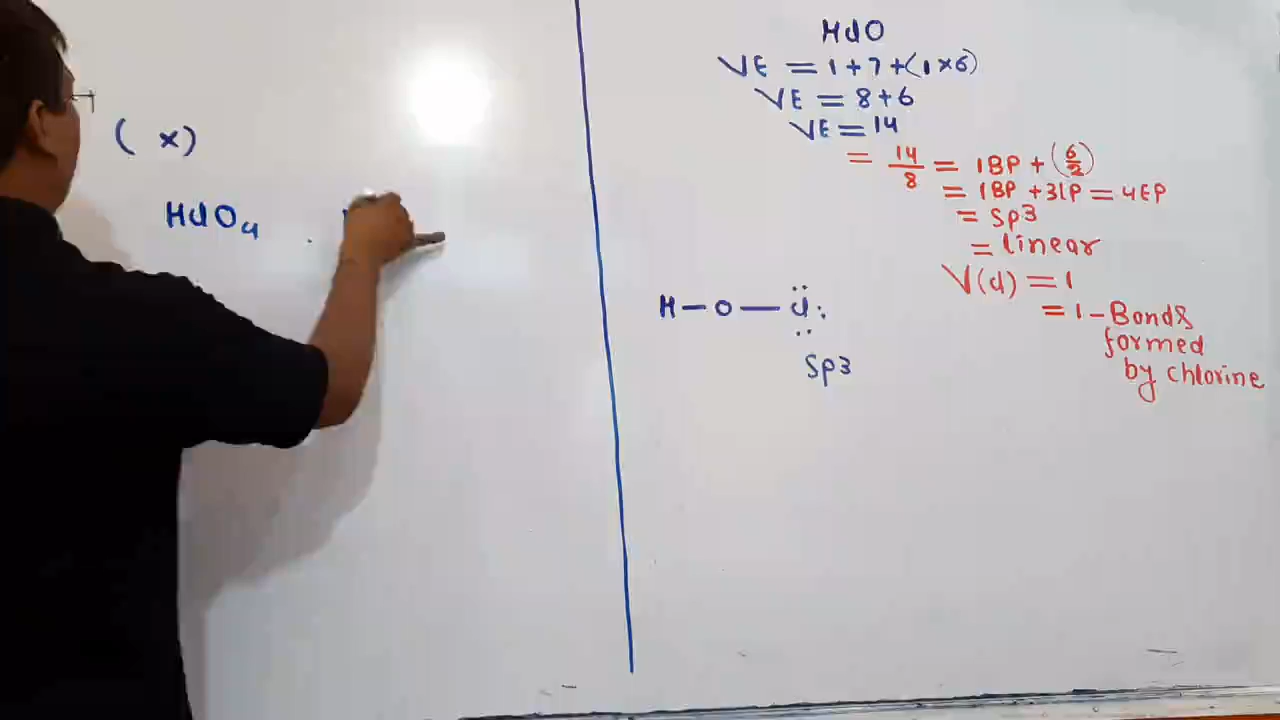 ( x)
HClO₄
HClO
VE = 1 + 7 + (1 × 6)
VE = 8 + 6
VE = 14
= 14/8 = 1BP + (6/2)
= 1BP + 3LP = 4EP
= Sp3
= linear
V(Cl) = 1
= 1 - Bonds
formed
by chlorine
H – O — Cl:
Sp3